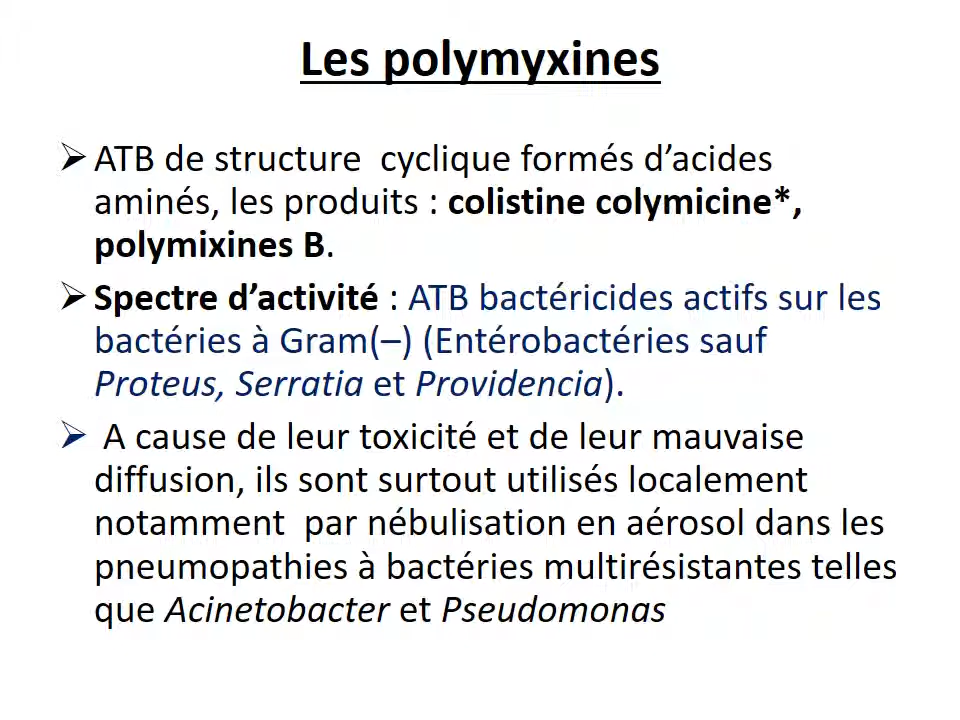 Les polymyxines
➢ ATB de structure  cyclique formés d’acides
aminés, les produits : colistine colymicine*,
polymixines B.
➢ Spectre d’activité : ATB bactéricides actifs sur les
bactéries à Gram(–) (Entérobactéries sauf
Proteus, Serratia et Providencia).
➢ A cause de leur toxicité et de leur mauvaise
diffusion, ils sont surtout utilisés localement
notamment  par nébulisation en aérosol dans les
pneumopathies à bactéries multirésistantes telles
que Acinetobacter et Pseudomonas